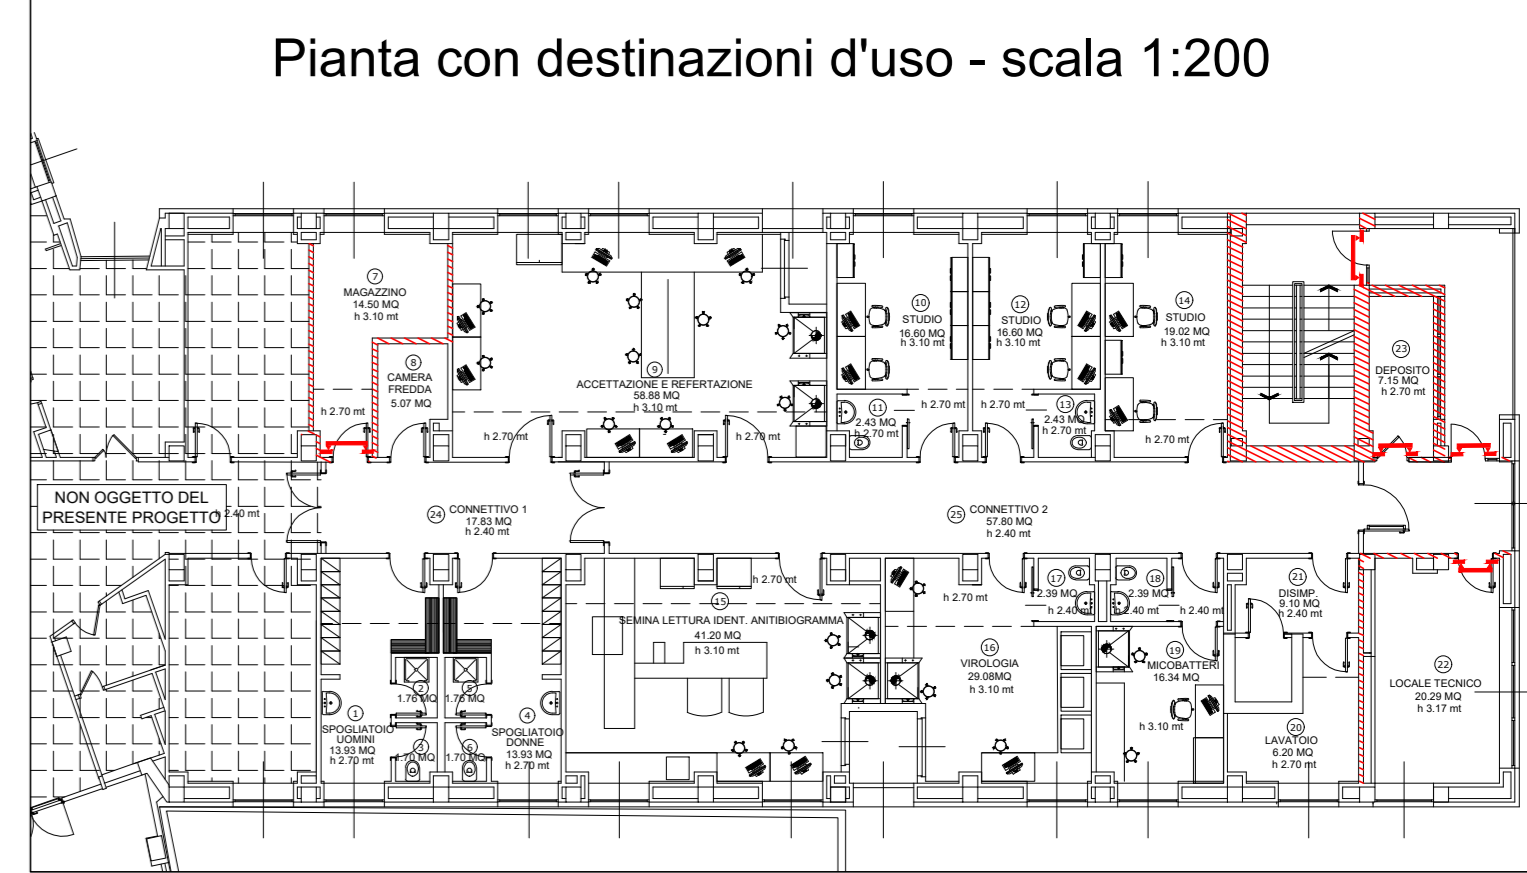 Pianta con destinazioni d'uso - scala 1:200
7
MAGAZZINO
14.50 MQ
h 3.10 mt
8
CAMERA
FREDDA
5.07 MQ
h 2.70 mt
9
ACCETTAZIONE E REFERTAZIONE
58.88 MQ
h 3.10 mt
h 2.70 mt
h 2.70 mt
10
STUDIO
16.60 MQ
h 3.10 mt
11
2.43 MQ
h 2.70 mt
h 2.70 mt
12
STUDIO
16.60 MQ
h 3.10 mt
h 2.70 mt
13
2.43 MQ
h 2.70 mt
14
STUDIO
19.02 MQ
h 3.10 mt
h 2.70 mt
23
DEPOSITO
7.15 MQ
h 2.70 mt
NON OGGETTO DEL
PRESENTE PROGETTO
h 2.40 mt
24
CONNETTIVO 1
17.83 MQ
h 2.40 mt
25
CONNETTIVO 2
57.80 MQ
h 2.40 mt
1
SPOGLIATOIO
UOMINI
13.93 MQ
h 2.70 mt
2
1.76 MQ
3
1.70 MQ
5
1.76 MQ
6
1.70 MQ
4
SPOGLIATOIO
DONNE
13.93 MQ
h 2.70 mt
h 2.70 mt
15
SEMINA LETTURA IDENT. ANITIBIOGRAMMA
41.20 MQ
h 3.10 mt
h 2.70 mt
16
VIROLOGIA
29.08MQ
h 3.10 mt
17
2.39 MQ
h 2.40 mt
18
2.39 MQ
h 2.40 mt
h 2.40 mt
19
MICOBATTERI
16.34 MQ
h 3.10 mt
21
DISIMP.
9.10 MQ
h 2.40 mt
20
LAVATOIO
6.20 MQ
h 2.70 mt
22
LOCALE TECNICO
20.29 MQ
h 3.17 mt